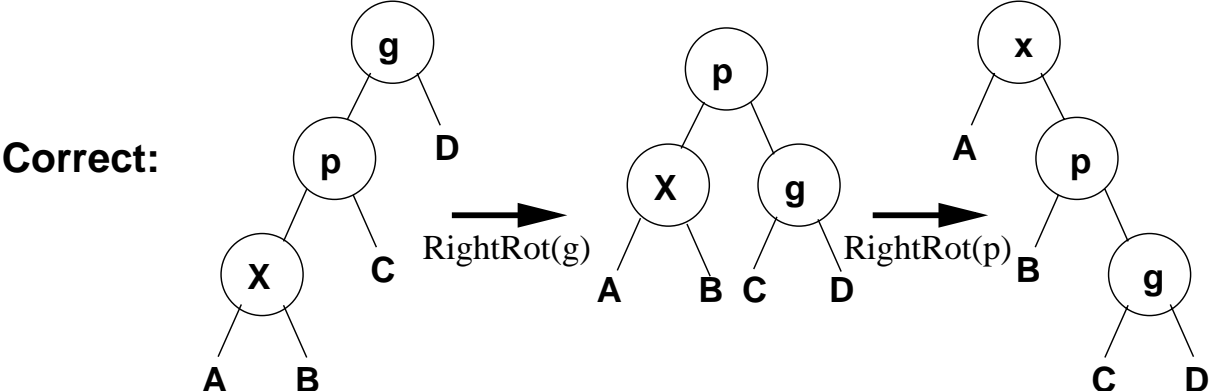 Correct:
g
p
D
X
C
A B
RightRot(g)
p
X g
A B C D
RightRot(p)
x
A
p
B
g
C D